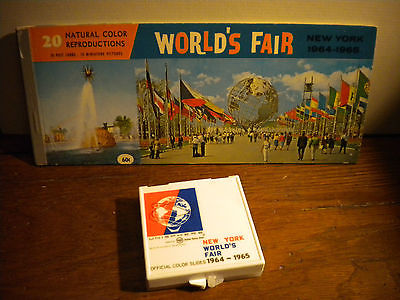 20 NATURAL COLOR
REPRODUCTIONS
WORLD'S FAIR
NEW YORK
1964-1965
60¢
NEW YORK
WORLD'S
FAIR
OFFICIAL COLOR SLIDES 1964 - 1965